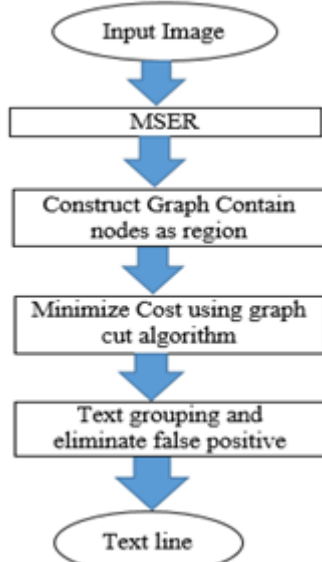 Input Image
MSER
Construct Graph Contain
nodes as region
Minimize Cost using graph
cut algorithm
Text grouping and
eliminate false positive
Text line